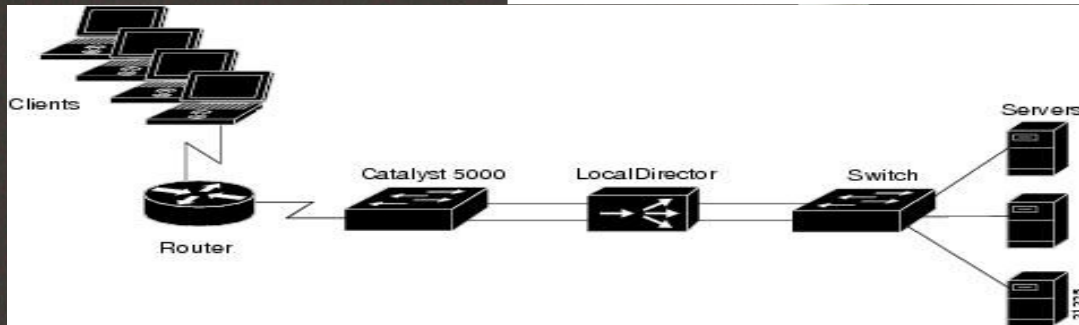 Clients
Servers
Catalyst 5000
LocalDirector
Switch
Router